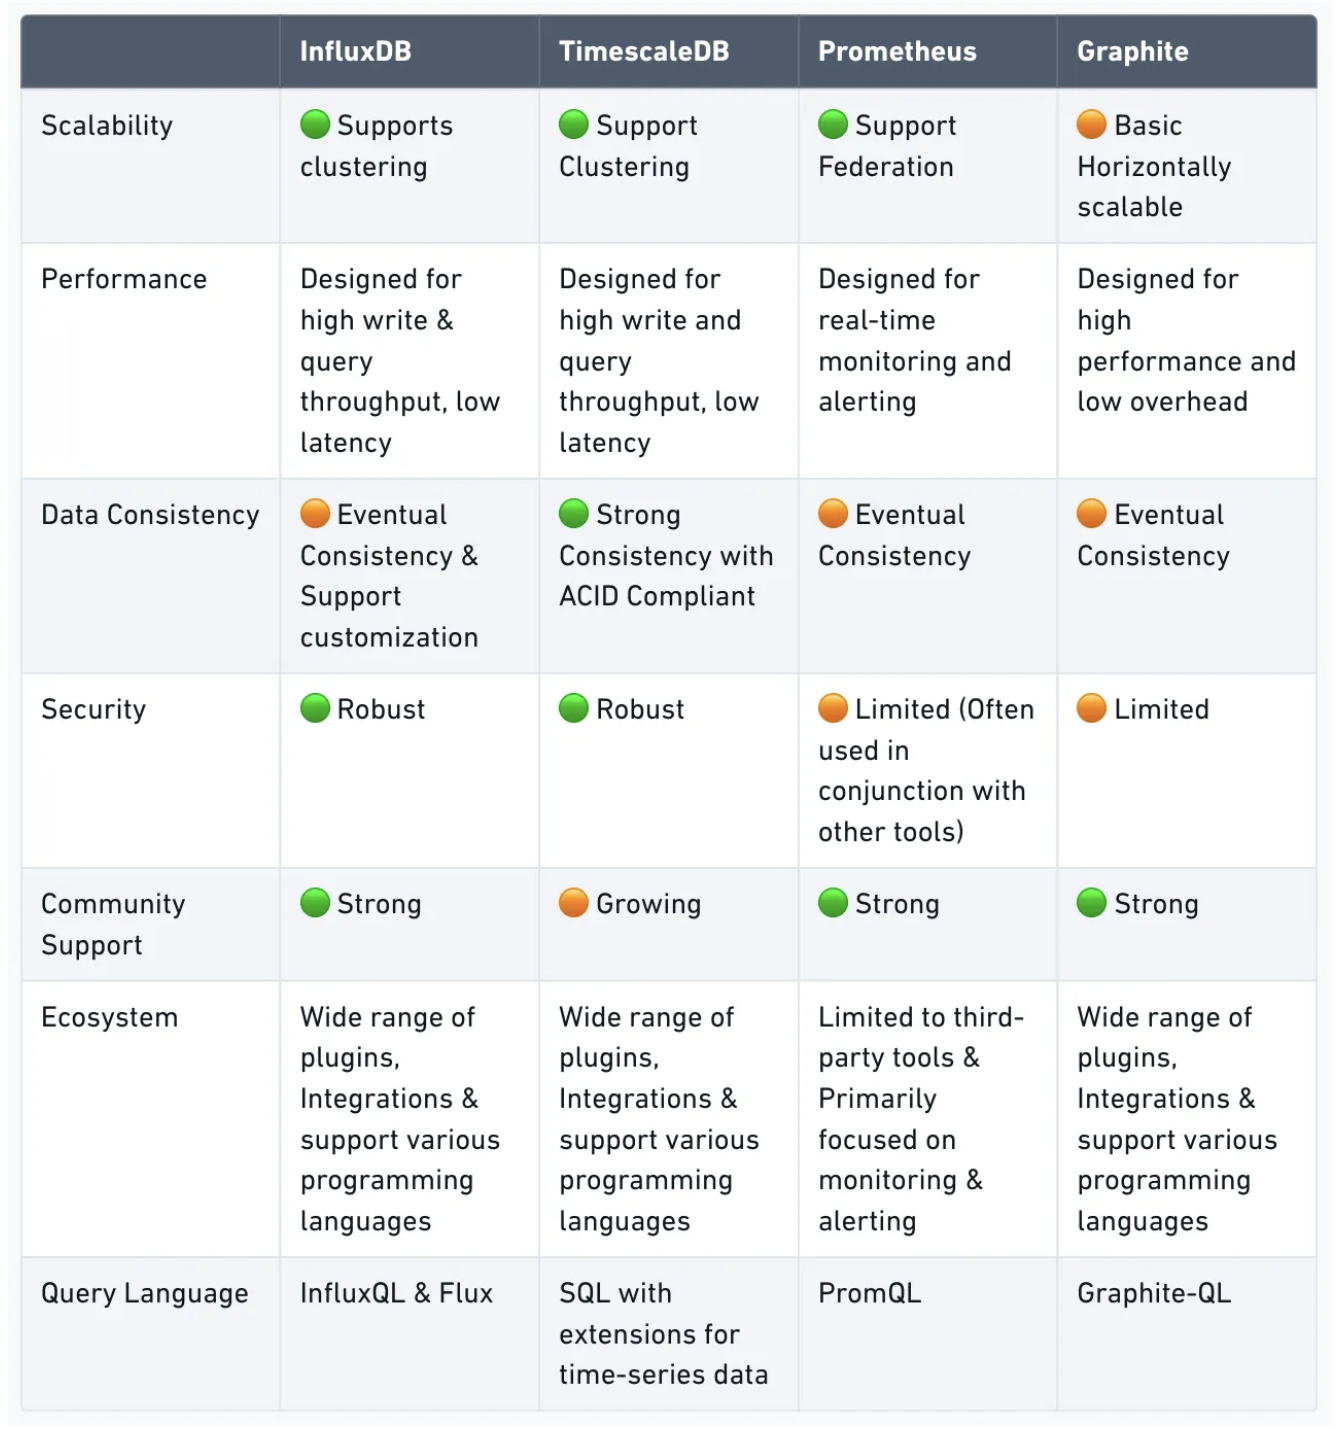 InfluxDB
TimescaleDB
Prometheus
Graphite
Scalability
Supports
clustering
Support
Clustering
Support
Federation
Basic
Horizontally
scalable
Performance
Designed for
high write &
query
throughput, low
latency
Designed for
high write and
query
throughput, low
latency
Designed for
real-time
monitoring and
alerting
Designed for
high
performance and
low overhead
Data Consistency
Eventual
Consistency &
Support
customization
Strong
Consistency with
ACID Compliant
Eventual
Consistency
Eventual
Consistency
Security
Robust
Robust
Limited (Often
used in
conjunction with
other tools)
Limited
Community
Support
Strong
Growing
Strong
Strong
Ecosystem
Wide range of
plugins,
Integrations &
support various
programming
languages
Wide range of
plugins,
Integrations &
support various
programming
languages
Limited to third-
party tools &
Primarily
focused on
monitoring &
alerting
Wide range of
plugins,
Integrations &
support various
programming
languages
Query Language
InfluxQL & Flux
SQL with
extensions for
time-series data
PromQL
Graphite-QL